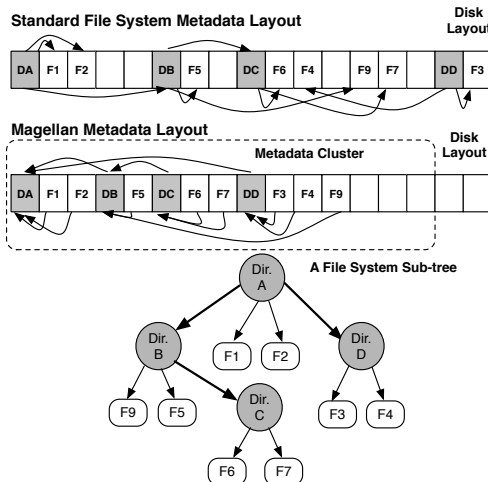 Standard File System Metadata Layout
Disk
Layout
DA F1 F2 DB F5 DC F6 F4 F9 F7 DD F3
Magellan Metadata Layout
Disk
Layout
Metadata Cluster
DA F1 F2 DB F5 DC F6 F7 DD F3 F4 F9
A File System Sub-tree
Dir.
A
Dir.
B
F1 F2
Dir.
D
F9 F5
Dir.
C
F3 F4
F6 F7